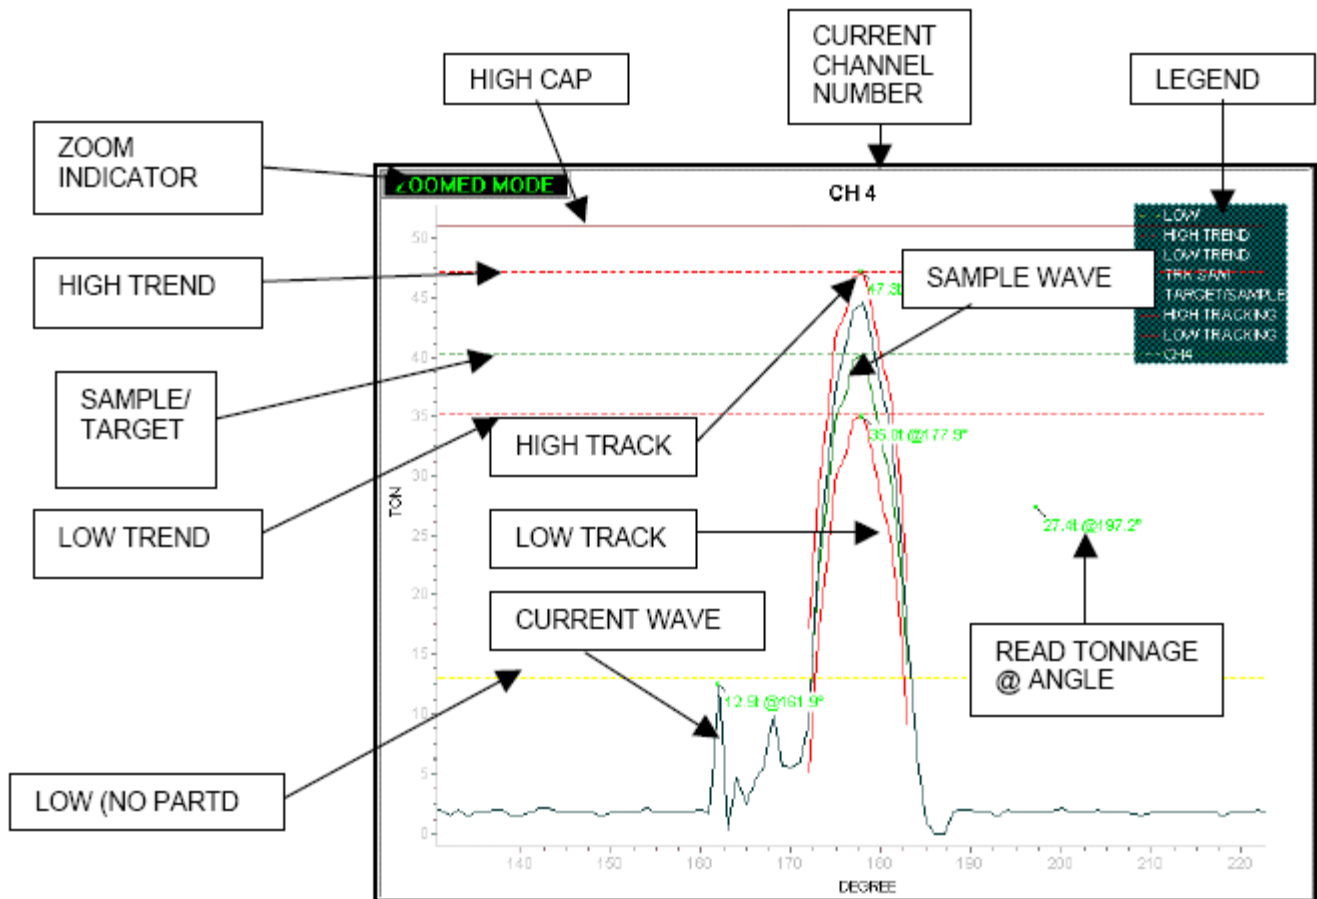 CURRENT
CHANNEL
NUMBER
HIGH CAP
LEGEND
ZOOM
INDICATOR
ZOOMED MODE
CH 4
LOW
HIGH TREND
LOW TREND
TARGET/SAMPLE
HIGH TRACKING
LOW TRACKING
CH4
HIGH TREND
SAMPLE WAVE
SAMPLE/
TARGET
HIGH TRACK
LOW TREND
LOW TRACK
CURRENT WAVE
READ TONNAGE
@ ANGLE
LOW (NO PARTD
47.3t
35.0t @177.9°
27.4t @197.2°
12.9t @161.9°
TON
50
45
40
35
30
25
20
15
10
5
0
140 150 160 170 180 190 200 210 220
DEGREE